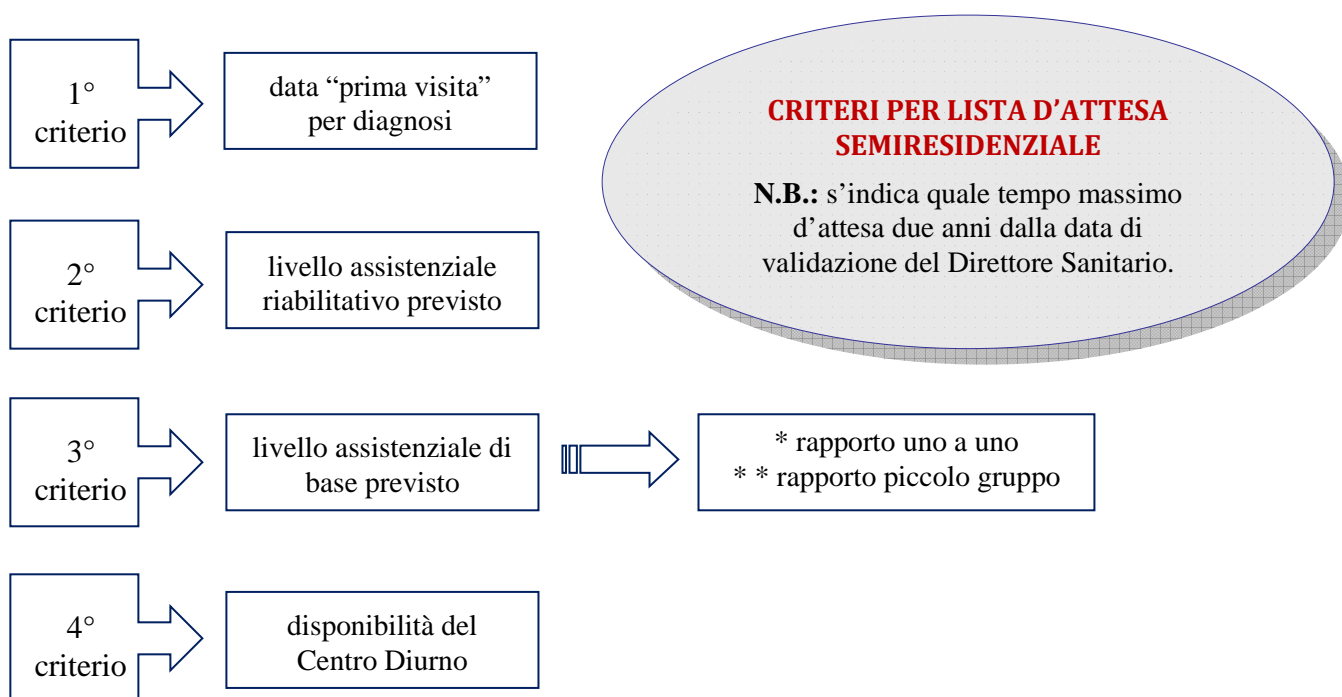 1°
criterio
data “prima visita”
per diagnosi
CRITERI PER LISTA D’ATTESA
SEMIRESIDENZIALE
N.B.: s’indica quale tempo massimo
d’attesa due anni dalla data di
validazione del Direttore Sanitario.
2°
criterio
livello assistenziale
riabilitativo previsto
3°
criterio
livello assistenziale di
base previsto
* rapporto uno a uno
* * rapporto piccolo gruppo
4°
criterio
disponibilità del
Centro Diurno